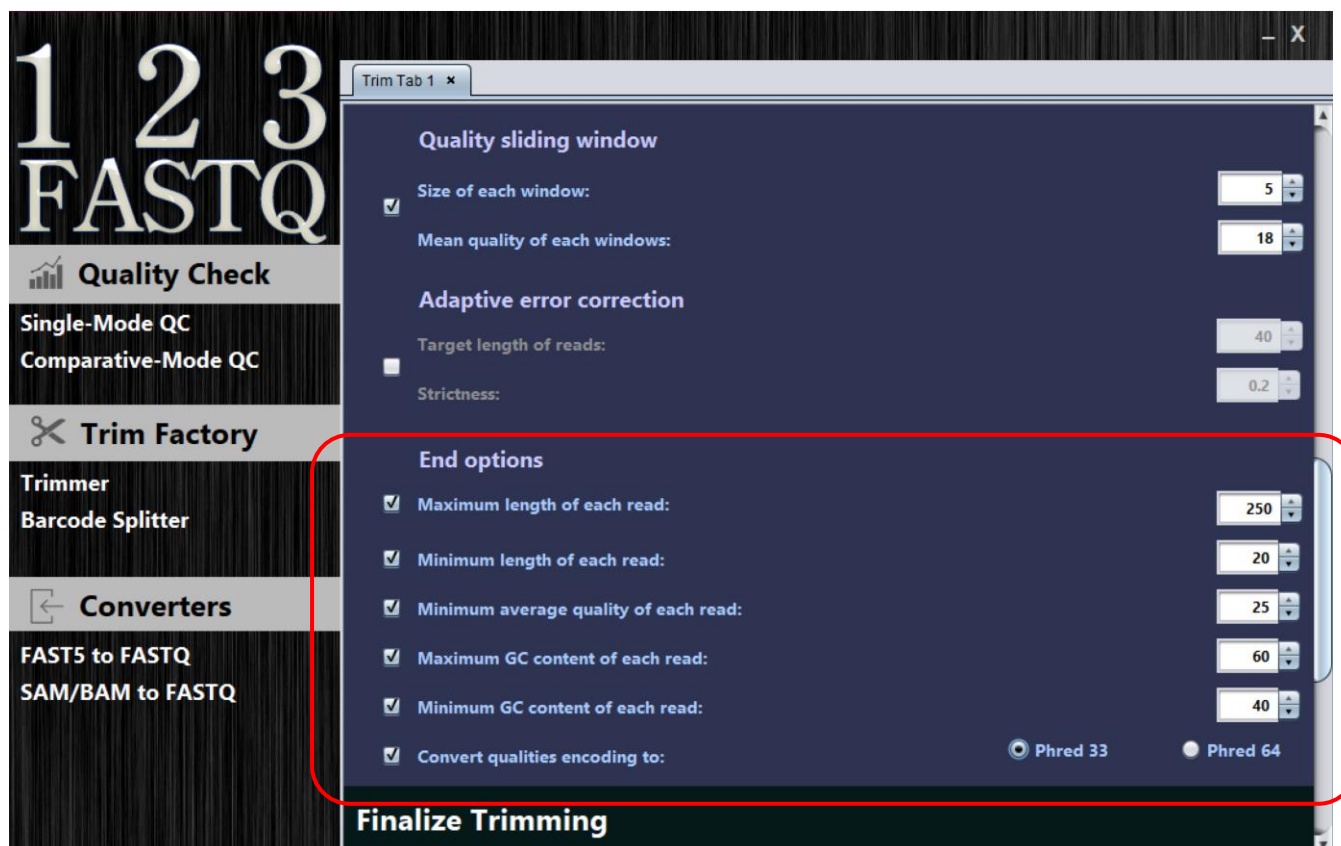 1 2 3
FASTQ
Quality Check
Single-Mode QC
Comparative-Mode QC
Trim Factory
Trimmer
Barcode Splitter
Converters
FAST5 to FASTQ
SAM/BAM to FASTQ
– X
Trim Tab 1 ×
Quality sliding window
Size of each window: 5
Mean quality of each windows: 18
Adaptive error correction
Target length of reads: 40
Strictness: 0.2
End options
Maximum length of each read: 250
Minimum length of each read: 20
Minimum average quality of each read: 25
Maximum GC content of each read: 60
Minimum GC content of each read: 40
Convert qualities encoding to: Phred 33 Phred 64
Finalize Trimming